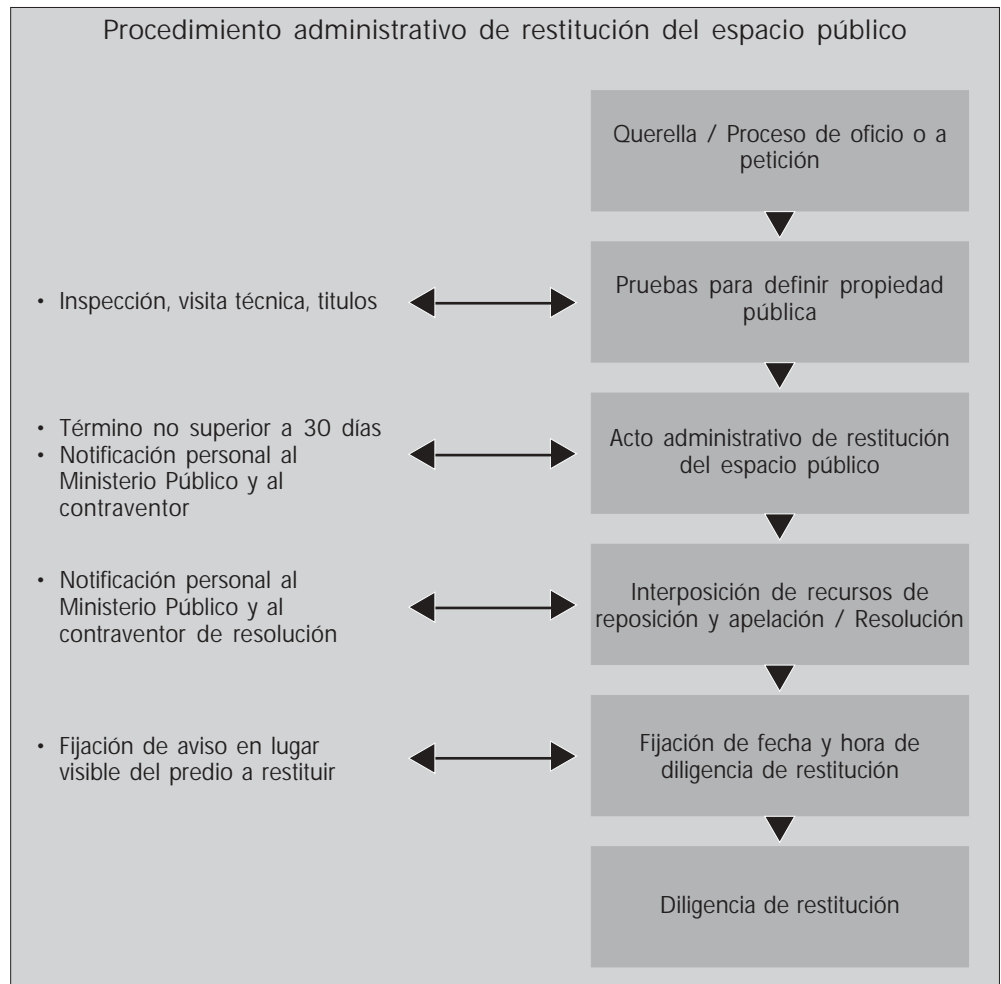 Procedimiento administrativo de restitución del espacio público
Querella / Proceso de oficio o a
petición
• Inspección, visita técnica, titulos
Pruebas para definir propiedad
pública
• Término no superior a 30 días
• Notificación personal al
Ministerio Público y al
contraventor
Acto administrativo de restitución
del espacio público
• Notificación personal al
Ministerio Público y al
contraventor de resolución
Interposición de recursos de
reposición y apelación / Resolución
• Fijación de aviso en lugar
visible del predio a restituir
Fijación de fecha y hora de
diligencia de restitución
Diligencia de restitución